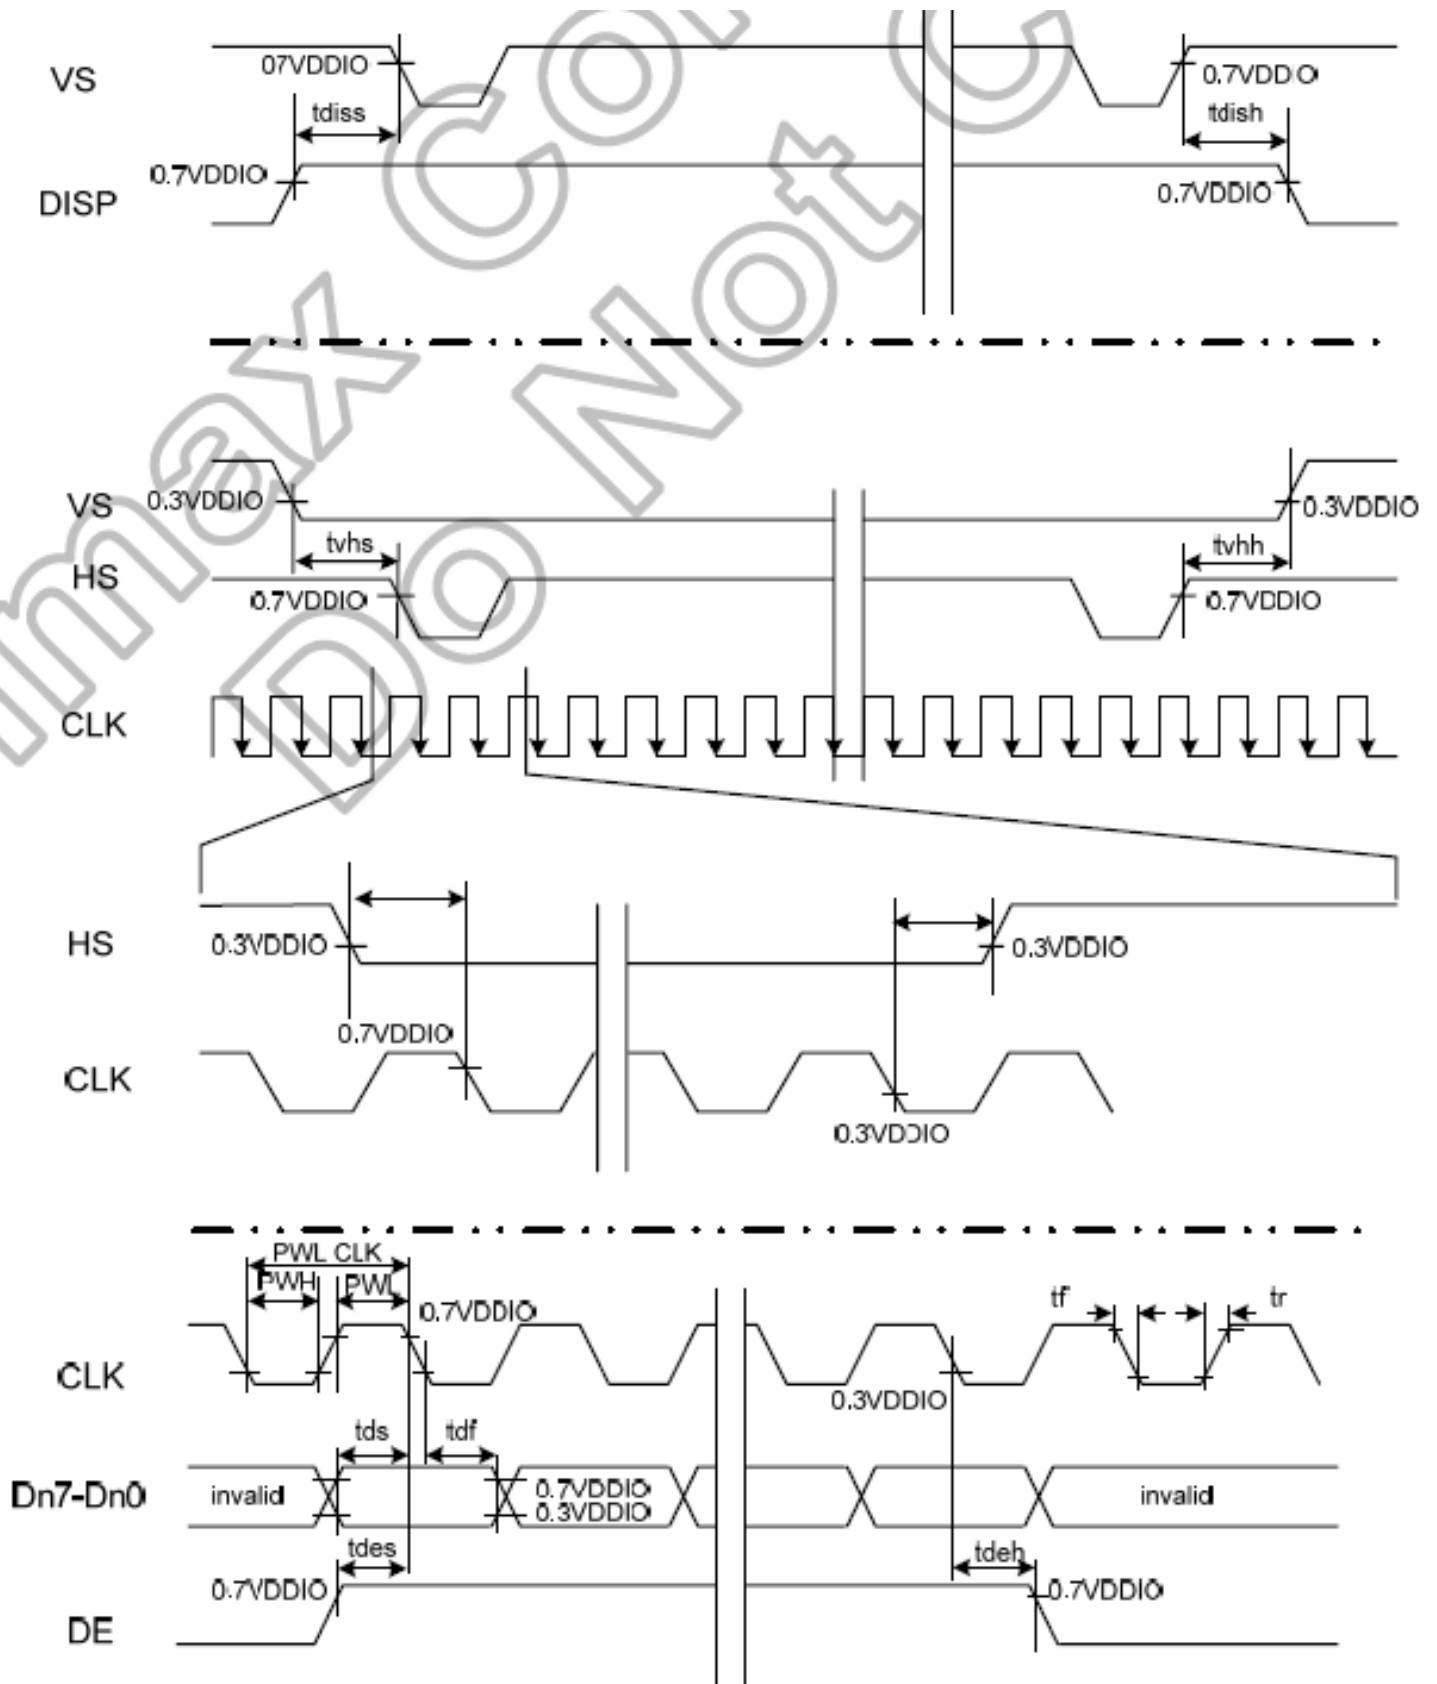 VS
07VDDIO
0.7VDDIO
tdiss
tdish
0.7VDDIO
0.7VDDIO
DISP
VS
0.3VDDIO
0.3VDDIO
tvhs
tvhh
HS
0.7VDDIO
0.7VDDIO
CLK
HS
0.3VDDIO
0.3VDDIO
0.7VDDIO
CLK
0.3VDDIO
PWL CLK
PWH
PWL
0.7VDDIO
tf
tr
CLK
0.3VDDIO
tds
tdf
Dn7-Dn0
invalid
0.7VDDIO
0.3VDDIO
invalid
tdes
tdeh
0.7VDDIO
0.7VDDIO
DE
Do Not